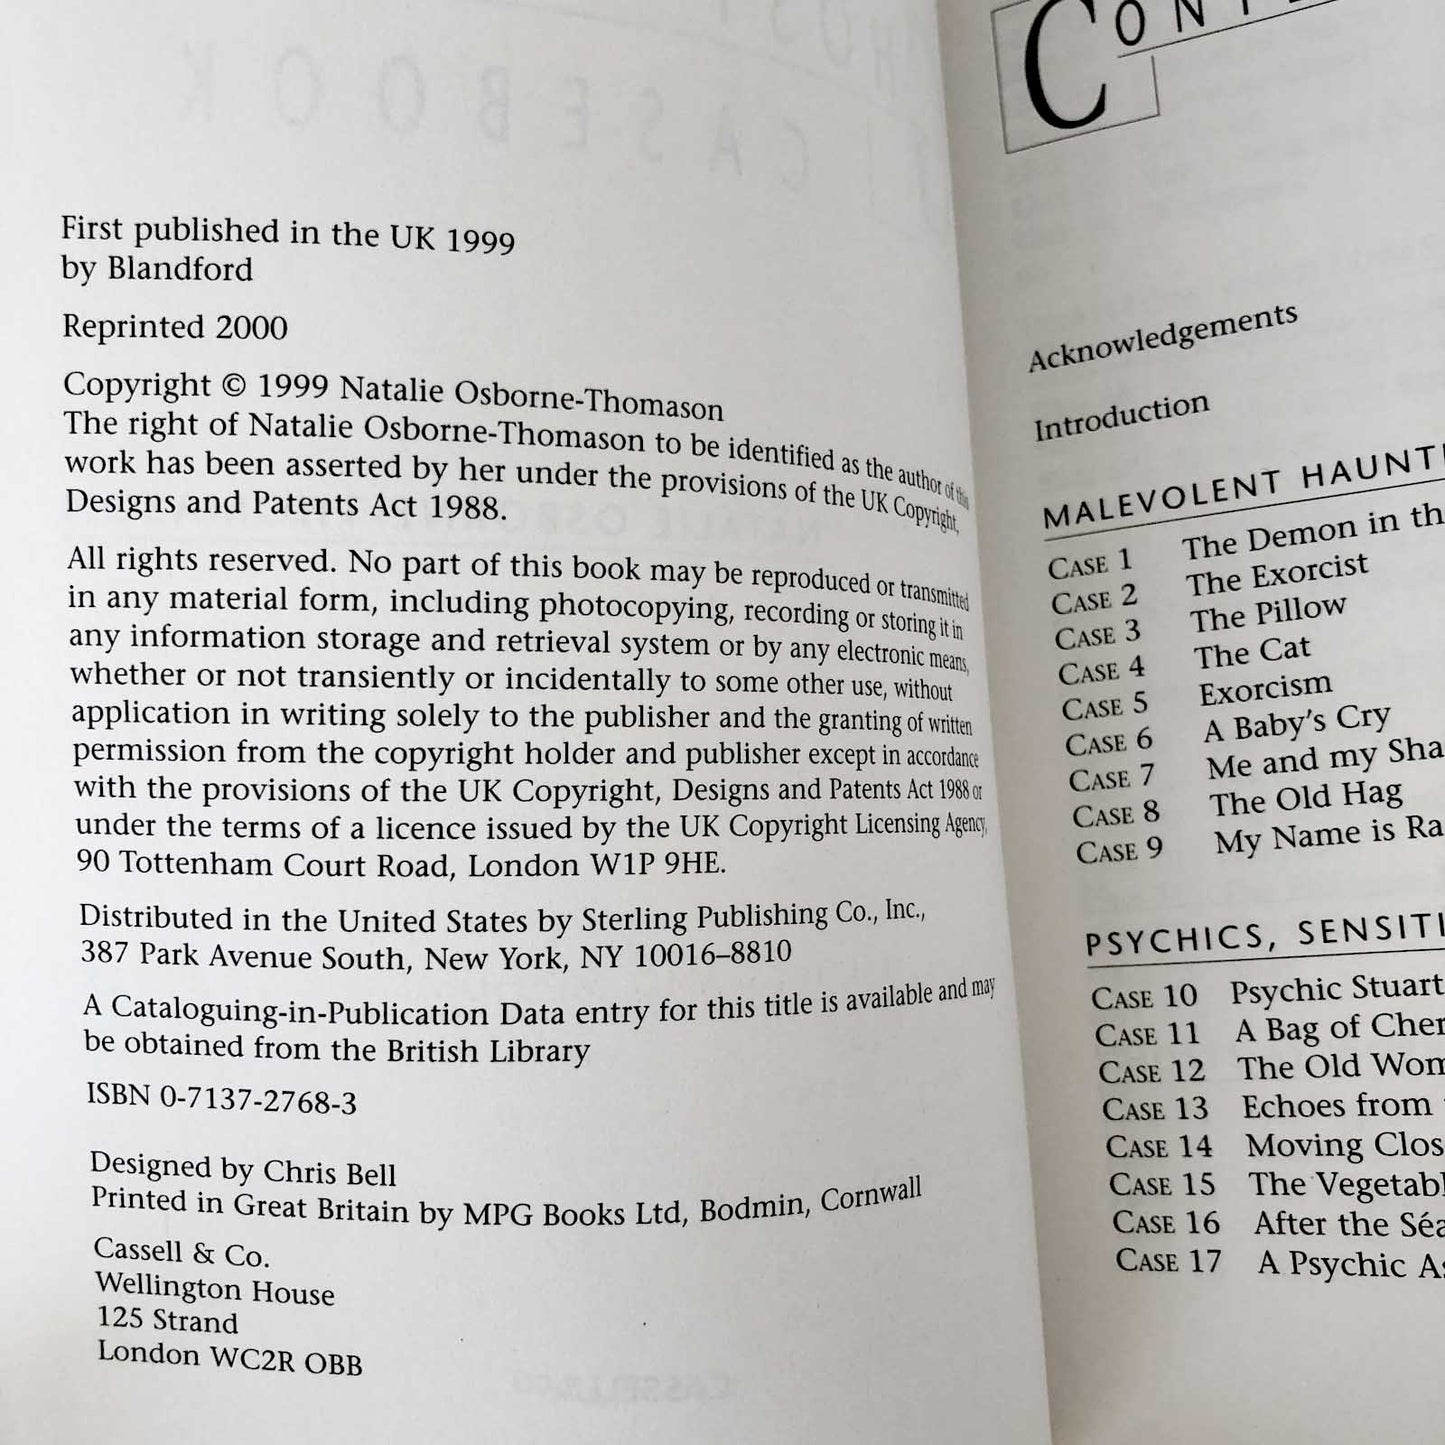 First published in the UK 1999
by Blandford
Reprinted 2000
Copyright © 1999 Natalie Osborne-Thomason
The right of Natalie Osborne-Thomason to be identified as the author of this
work has been asserted by her under the provisions of the UK Copyright,
Designs and Patents Act 1988.
All rights reserved. No part of this book may be reproduced or transmitted
in any material form, including photocopying, recording or storing it in
any information storage and retrieval system or by any electronic means,
whether or not transiently or incidentally to some other use, without
application in writing solely to the publisher and the granting of written
permission from the copyright holder and publisher except in accordance
with the provisions of the UK Copyright, Designs and Patents Act 1988 or
under the terms of a licence issued by the UK Copyright Licensing Agency,
90 Tottenham Court Road, London W1P 9HE.
Distributed in the United States by Sterling Publishing Co., Inc.,
387 Park Avenue South, New York, NY 10016–8810
A Cataloguing-in-Publication Data entry for this title is available and may
be obtained from the British Library
ISBN 0-7137-2768-3
Designed by Chris Bell
Printed in Great Britain by MPG Books Ltd, Bodmin, Cornwall
Cassell & Co.
Wellington House
125 Strand
London WC2R OBB
Acknowledgements
Introduction
MALEVOLENT HAUNTI
CASE 1 The Demon in th
CASE 2 The Exorcist
CASE 3 The Pillow
CASE 4 The Cat
CASE 5 Exorcism
CASE 6 A Baby's Cry
CASE 7 Me and my Sha
CASE 8 The Old Hag
CASE 9 My Name is Ra
PSYCHICS, SENSITI
CASE 10 Psychic Stuart
CASE 11 A Bag of Cher
CASE 12 The Old Wom
CASE 13 Echoes from
CASE 14 Moving Clos
CASE 15 The Vegetabl
CASE 16 After the Séa
CASE 17 A Psychic As